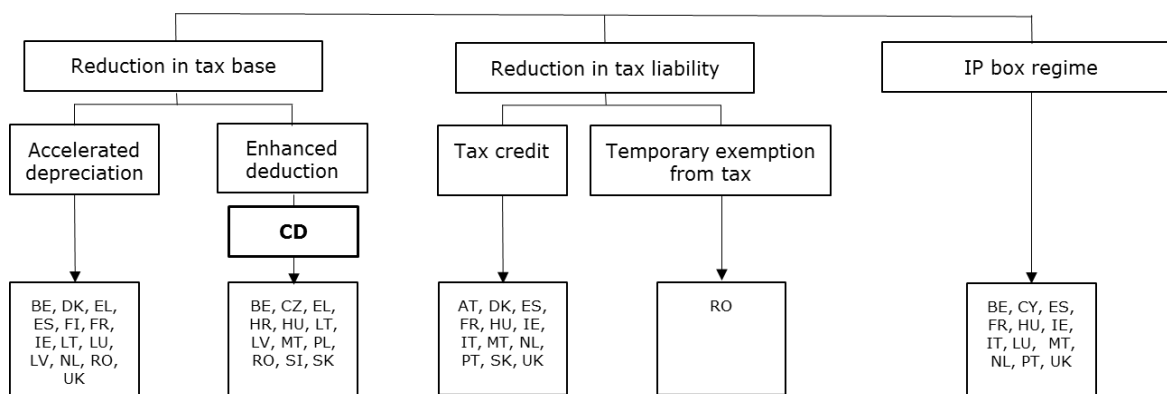 Reduction in tax base
Reduction in tax liability
IP box regime
Accelerated
depreciation
Enhanced
deduction
Tax credit
Temporary exemption
from tax
CD
BE, DK, EL,
ES, FI, FR,
IE, LT, LU,
LV, NL, RO,
UK
BE, CZ, EL,
HR, HU, LT,
LV, MT, PL,
RO, SI, SK
AT, DK, ES,
FR, HU, IE,
IT, MT, NL,
PT, SK, UK
RO
BE, CY, ES,
FR, HU, IE,
IT, LU, MT,
NL, PT, UK